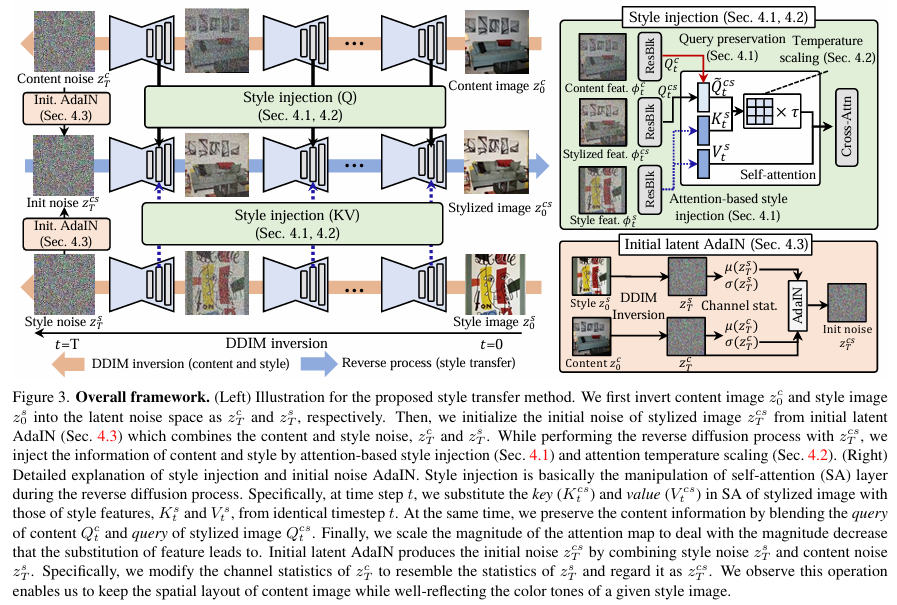 Content noise z_T^c
Init. AdaIN
(Sec. 4.3)
Init noise z_T^{cs}
Init. AdaIN
(Sec. 4.3)
Style noise z_T^s
Style injection (Q)
(Sec. 4.1, 4.2)
Style injection (KV)
(Sec. 4.1, 4.2)
Content image z_0^c
Stylized image z_0^{cs}
Style image z_0^s
t=T
DDIM inversion
t=0
DDIM inversion (content and style)
Reverse process (style transfer)
Style injection (Sec. 4.1, 4.2)
Content feat. ϕ_t^c
ResBlk
Q_t^c
Query preservation
(Sec. 4.1)
Temperature
scaling (Sec. 4.2)
Stylized feat. ϕ_t^{cs}
ResBlk
Q_t^{cs}
Q̃_t^{cs}
K_t^s
V_t^s
× τ
Self-attention
Cross-Attn
Style feat. ϕ_t^s
ResBlk
Attention-based style
injection (Sec. 4.1)
Initial latent AdaIN (Sec. 4.3)
Style z_0^s
DDIM
Inversion
z_T^s
Channel stat.
μ(z_T^s)
σ(z_T^s)
Content z_0^c
z_T^c
μ(z_T^c)
σ(z_T^c)
AdaIN
Init noise
z_T^{cs}
Figure 3. Overall framework. (Left) Illustration for the proposed style transfer method. We first invert content image z_0^c and style image
z_0^s into the latent noise space as z_T^c and z_T^s, respectively. Then, we initialize the initial noise of stylized image z_T^{cs} from initial latent
AdaIN (Sec. 4.3) which combines the content and style noise, z_T^c and z_T^s. While performing the reverse diffusion process with z_T^{cs}, we
inject the information of content and style by attention-based style injection (Sec. 4.1) and attention temperature scaling (Sec. 4.2). (Right)
Detailed explanation of style injection and initial noise AdaIN. Style injection is basically the manipulation of self-attention (SA) layer
during the reverse diffusion process. Specifically, at time step t, we substitute the key (K_t^{cs}) and value (V_t^{cs}) in SA of stylized image with
those of style features, K_t^s and V_t^s, from identical timestep t. At the same time, we preserve the content information by blending the query
of content Q_t^c and query of stylized image Q_t^{cs}. Finally, we scale the magnitude of the attention map to deal with the magnitude decrease
that the substitution of feature leads to. Initial latent AdaIN produces the initial noise z_T^{cs} by combining style noise z_T^s and content noise
z_T^s. Specifically, we modify the channel statistics of z_T^c to resemble the statistics of z_T^s and regard it as z_T^{cs}. We observe this operation
enables us to keep the spatial layout of content image while well-reflecting the color tones of a given style image.